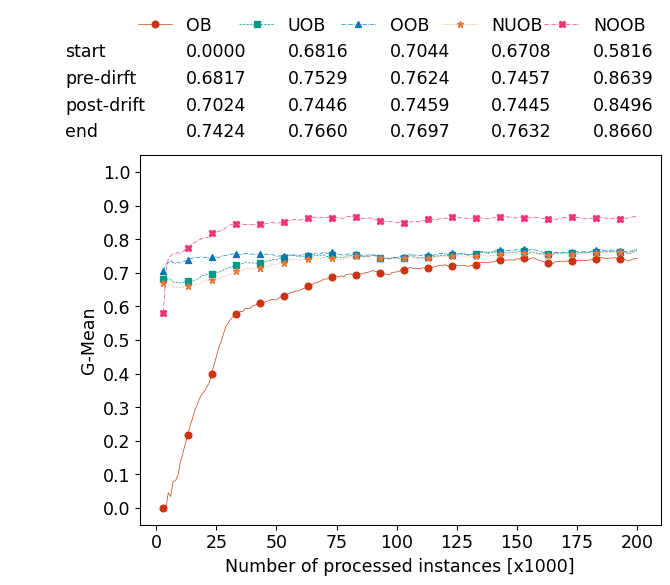 OB UOB OOB NUOB NOOB
start 0.0000 0.6816 0.7044 0.6708 0.5816
pre-dirft 0.6817 0.7529 0.7624 0.7457 0.8639
post-drift 0.7024 0.7446 0.7459 0.7445 0.8496
end 0.7424 0.7660 0.7697 0.7632 0.8660
1.0
0.9
0.8
0.7
0.6
0.5
0.4
0.3
0.2
0.1
0.0
G-Mean
0 25 50 75 100 125 150 175 200
Number of processed instances [x1000]